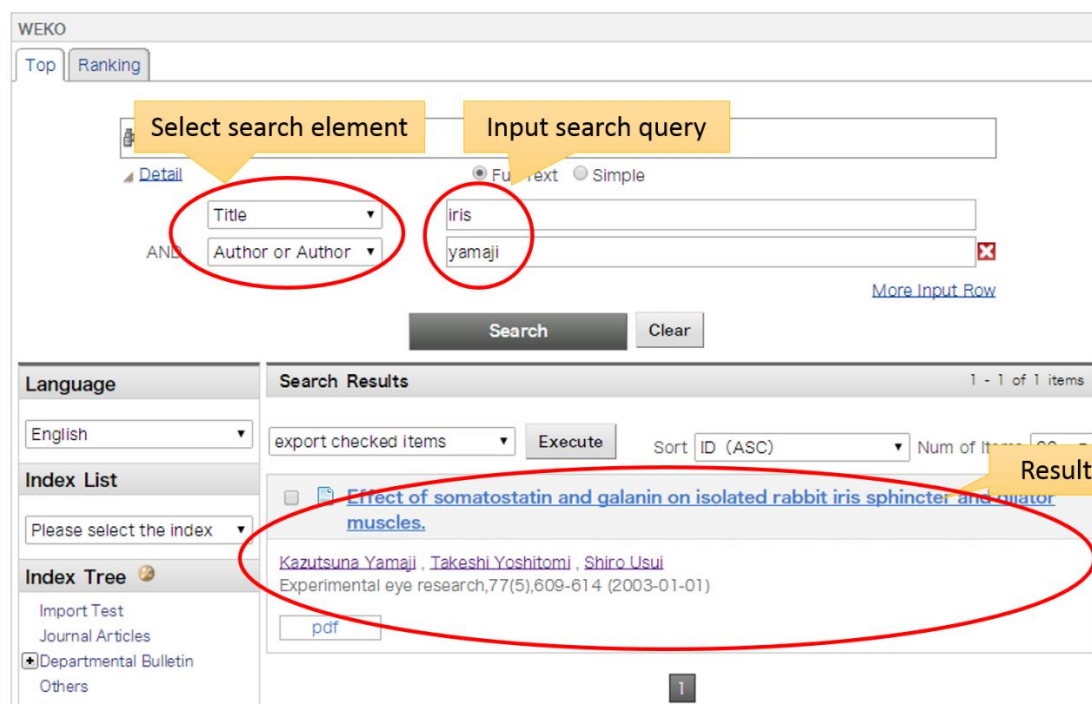 WEKO
Top Ranking
Select search element Input search query
Detail Full Text Simple
Title iris
AND Author or Author yamaji
More Input Row
Search Clear
Language
English
Index List
Please select the index
Index Tree
Import Test
Journal Articles
Departmental Bulletin
Others
Search Results 1 - 1 of 1 items
export checked items Execute Sort ID (ASC) Num of
Result
Effect of somatostatin and galanin on isolated rabbit iris sphincter and dilator
muscles.
Kazutsuna Yamaji , Takeshi Yoshitomi , Shiro Usui
Experimental eye research,77(5),609-614 (2003-01-01)
pdf
1